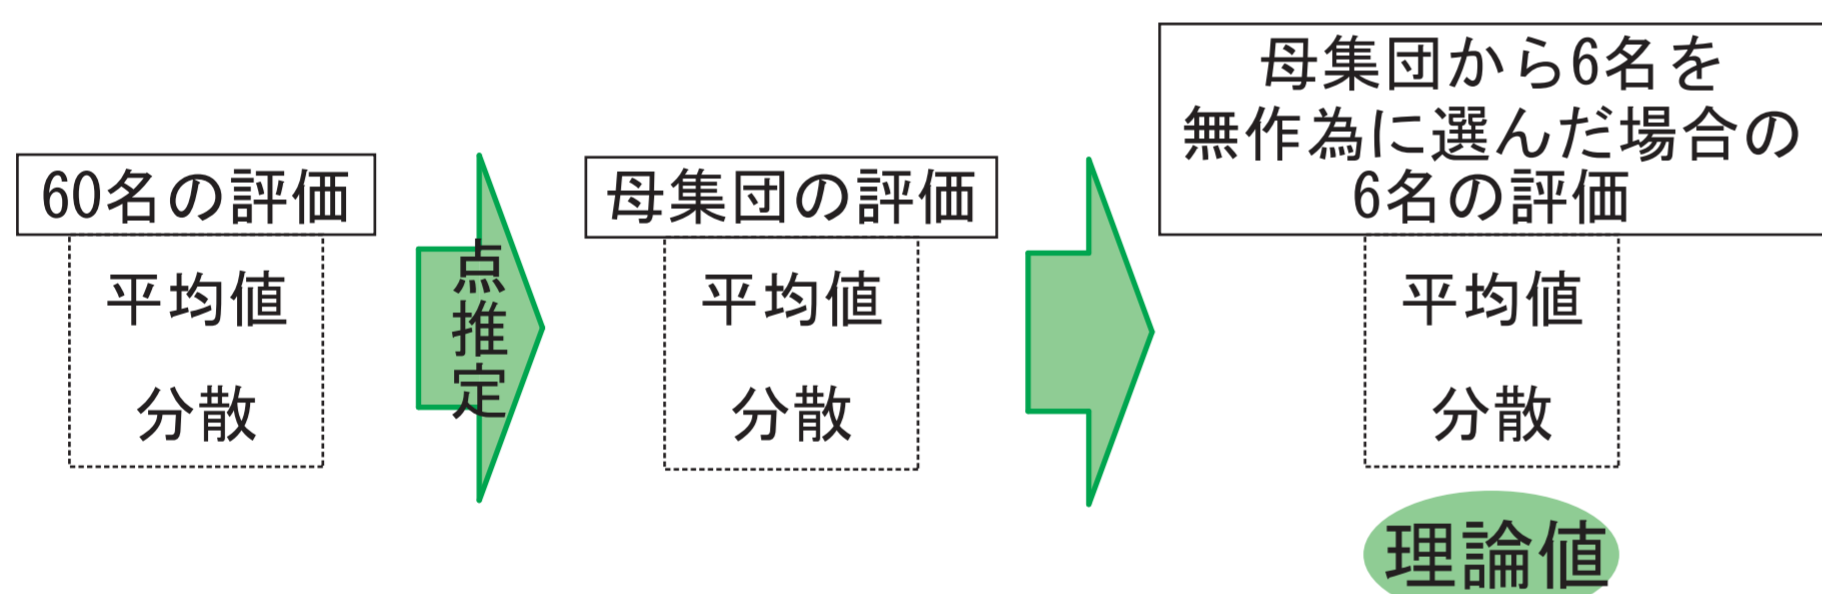 60名の評価
平均値
分散
点推定
母集団の評価
平均値
分散
母集団から6名を
無作為に選んだ場合の
6名の評価
平均値
分散
理論値